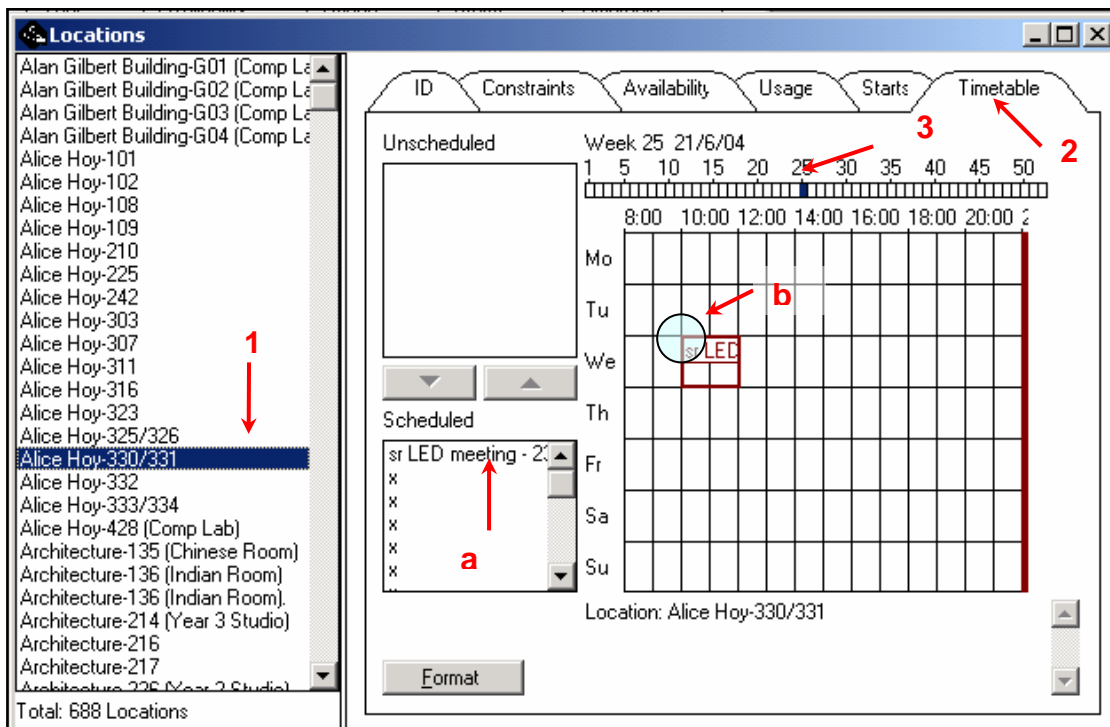 Locations
Alan Gilbert Building-G01 (Comp La
Alan Gilbert Building-G02 (Comp La
Alan Gilbert Building-G03 (Comp La
Alan Gilbert Building-G04 (Comp La
Alice Hoy-101
Alice Hoy-102
Alice Hoy-108
Alice Hoy-109
Alice Hoy-210
Alice Hoy-225
Alice Hoy-242
Alice Hoy-303
Alice Hoy-307
Alice Hoy-311
Alice Hoy-316
Alice Hoy-323
Alice Hoy-325/326
Alice Hoy-330/331
Alice Hoy-332
Alice Hoy-333/334
Alice Hoy-428 (Comp Lab)
Architecture-135 (Chinese Room)
Architecture-136 (Indian Room)
Architecture-136 (Indian Room).
Architecture-214 (Year 3 Studio)
Architecture-216
Architecture-217
Architecture-226 (Year 2 Studio)
Total: 688 Locations
1
ID Constraints Availability Usage Starts Timetable
2
3
Unscheduled
Week 25 21/6/04
1 5 10 15 20 25 30 35 40 45 50
8:00 10:00 12:00 14:00 16:00 18:00 20:00 2
Mo
Tu
We
Th
Fr
Sa
Su
b
sr LED
Scheduled
sr LED meeting - 23
x
x
x
x
x
a
Location: Alice Hoy-330/331
Format